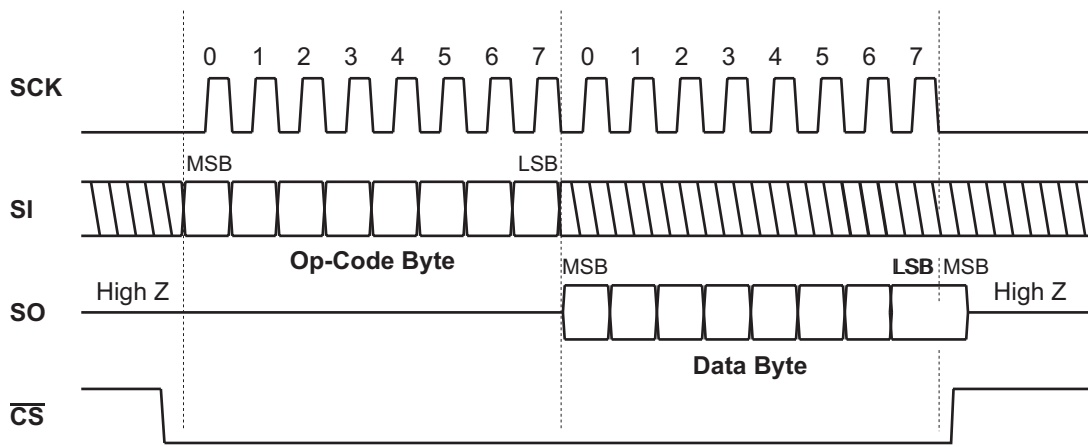 0 1 2 3 4 5 6 7 0 1 2 3 4 5 6 7
SCK
MSB LSB
SI
Op-Code Byte
MSB LSB MSB
High Z High Z
SO
Data Byte
CS